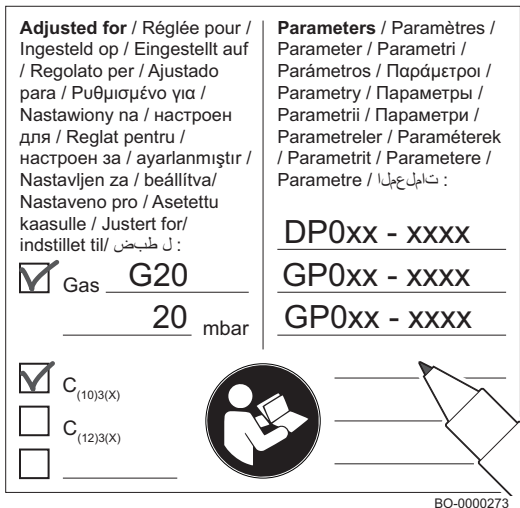 Adjusted for / Réglée pour /
Ingesteld op / Eingestellt auf
/ Regolato per / Ajustado
para / Ρυθμισμένο για /
Nastawiony na / настроен
для / Reglat pentru /
настроен за / ayarlanmıştır /
Nastavljen za / beállítva/
Nastaveno pro / Asetettu
kaasulle / Justert for/
indstillet til/ ل طبض :
Gas G20
20 mbar
C(10)3(X)
C(12)3(X)
Parameters / Paramètres /
Parameter / Parametri /
Parámetros / Παράμετροι /
Parametry / Параметры /
Parametrii / Параметри /
Parametreler / Paraméterek
/ Parametrit / Parametere /
Parametre / تاملعملا :
DP0xx - xxxx
GP0xx - xxxx
GP0xx - xxxx
BO-0000273